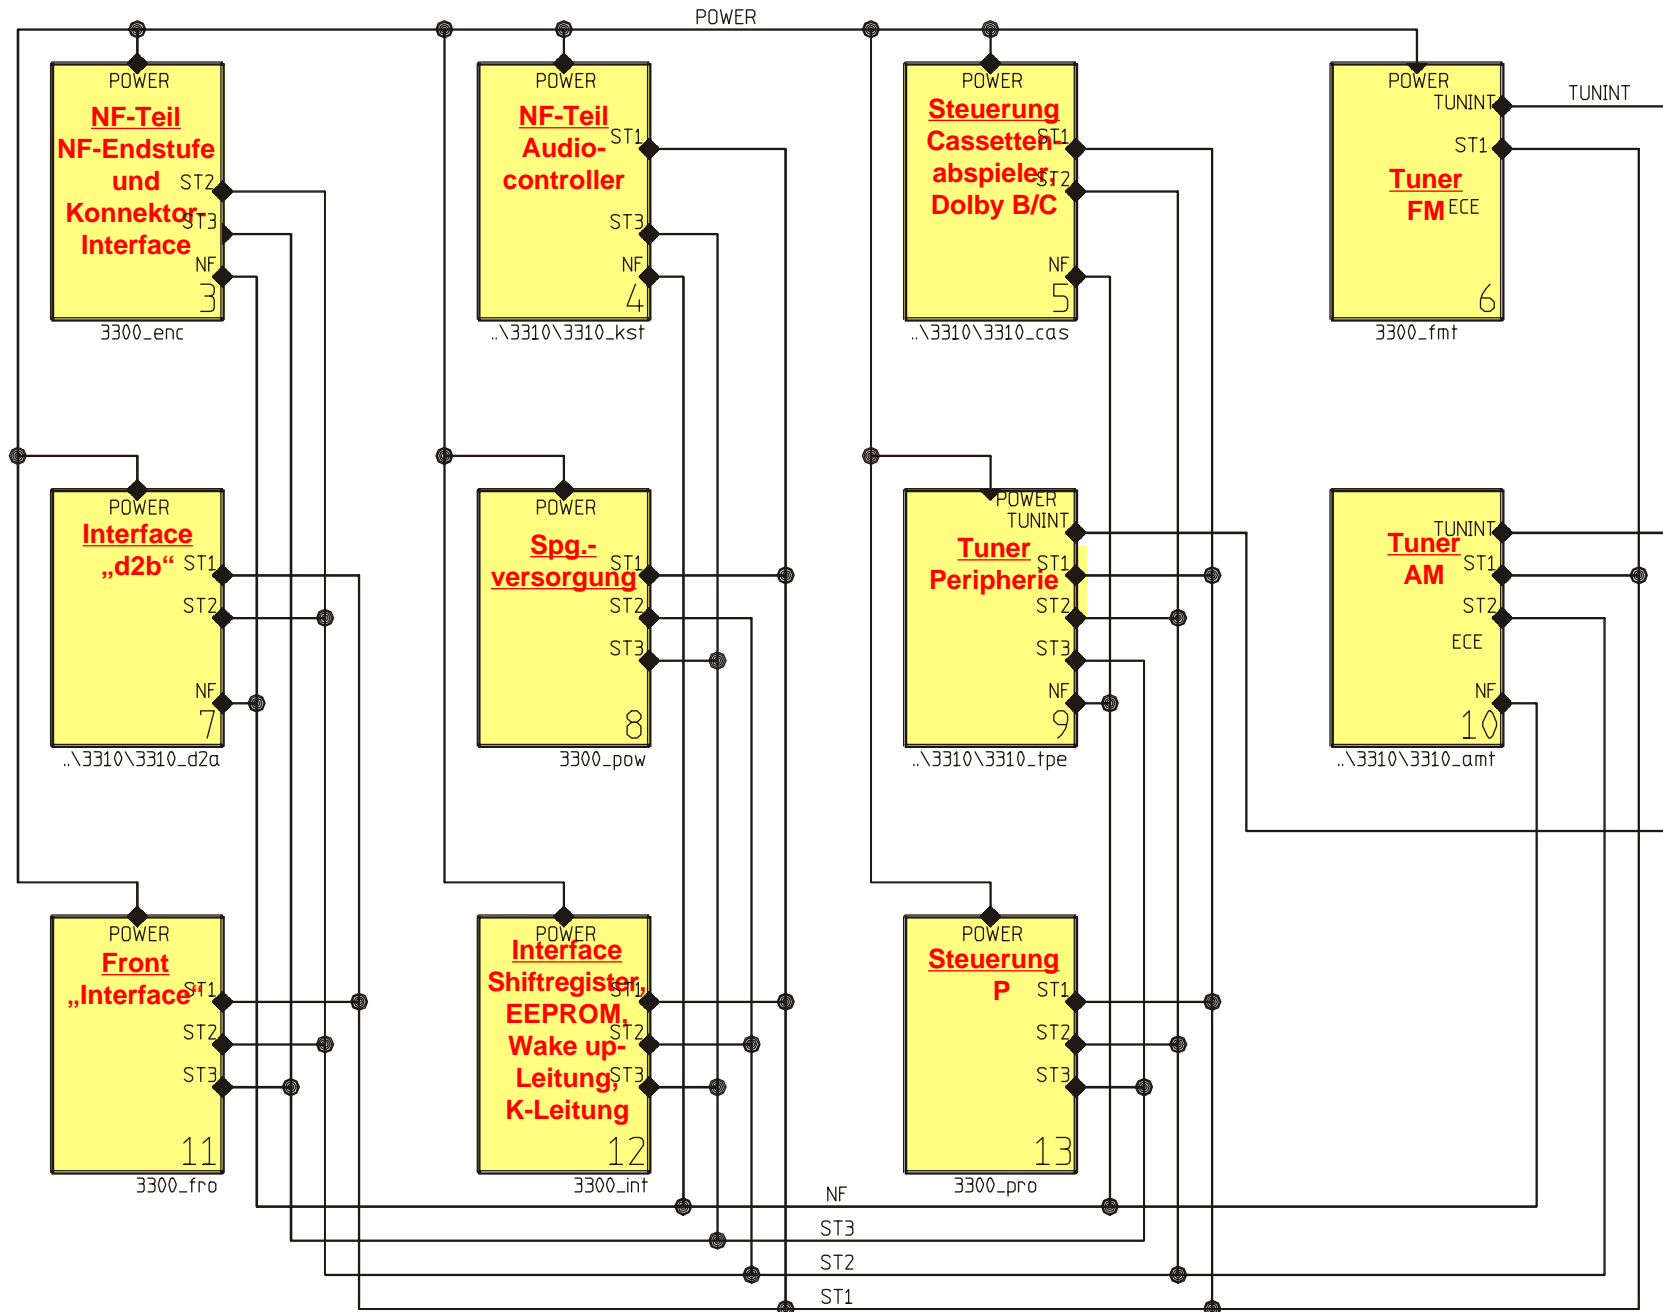 POWER
POWER
NF-Teil
NF-Endstufe
und
Konnektor-
Interface
ST2
ST3
NF
3
3300_enc
POWER
NF-Teil
Audio-
controller
ST1
ST3
NF
4
..\3310\3310_kst
POWER
Steuerung
Cassetten-
abspieler,
Dolby B/C
ST1
ST2
NF
5
..\3310\3310_cas
POWER
TUNINT
TUNINT
ST1
Tuner
FM
ECE
6
3300_fmt
POWER
Interface
„d2b“
ST1
ST2
NF
7
..\3310\3310_d2a
POWER
Spg.-
versorgung
ST1
ST2
ST3
8
3300_pow
POWER
TUNINT
Tuner
Peripherie
ST1
ST2
ST3
NF
9
..\3310\3310_tpe
TUNINT
Tuner
AM
ST1
ST2
ECE
NF
10
..\3310\3310_amt
POWER
Front
„Interface“
ST1
ST2
ST3
11
3300_fro
POWER
Interface
Shiftregister,
EEPROM,
Wake up-
Leitung,
K-Leitung
ST1
ST2
ST3
12
3300_int
POWER
Steuerung
P
ST1
ST2
ST3
13
3300_pro
NF
ST3
ST2
ST1